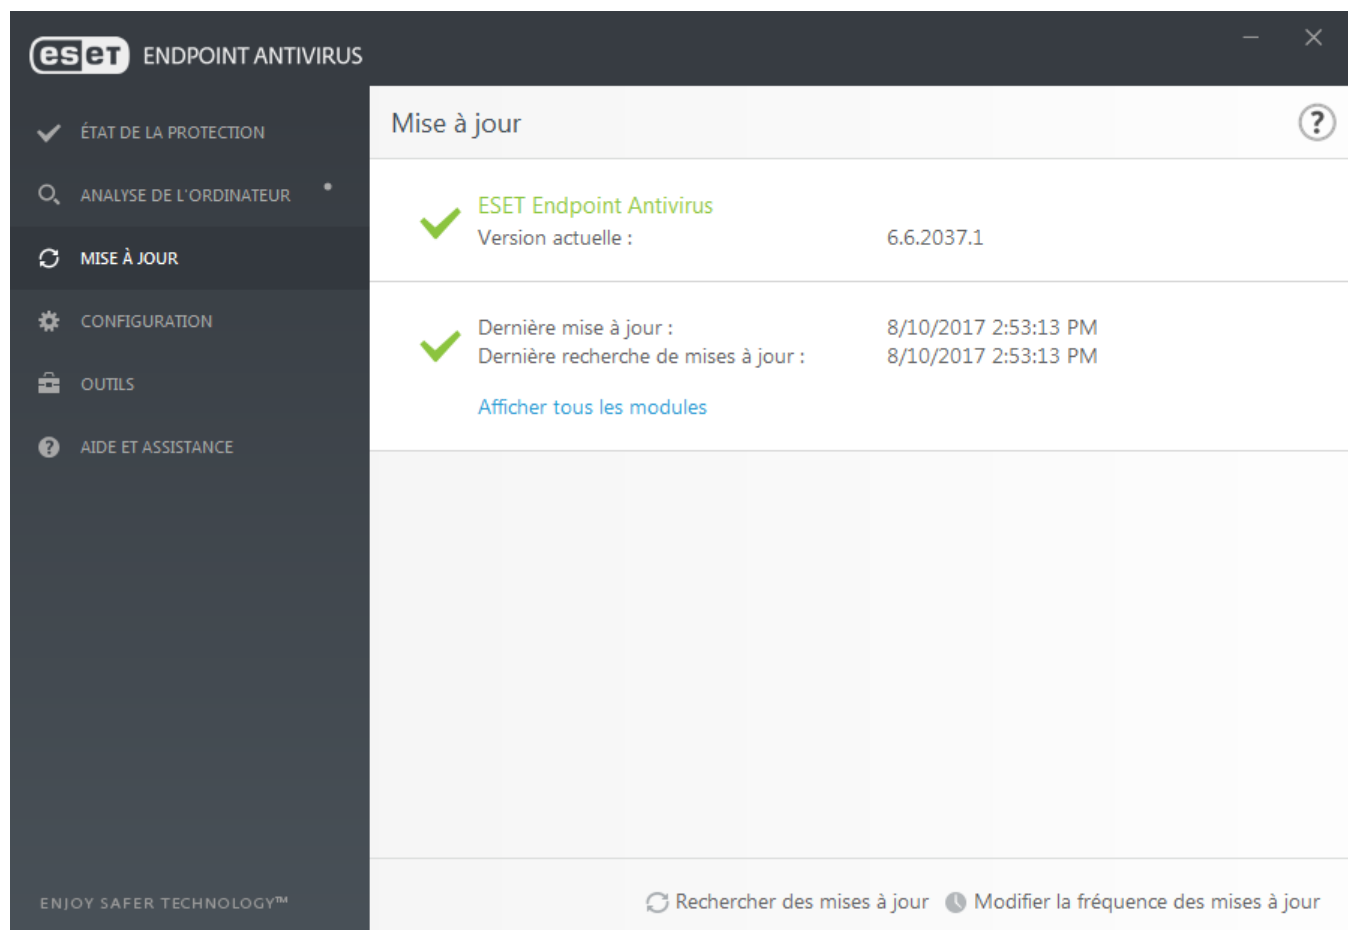 eset ENDPOINT ANTIVIRUS
ÉTAT DE LA PROTECTION
ANALYSE DE L'ORDINATEUR
MISE À JOUR
CONFIGURATION
OUTILS
AIDE ET ASSISTANCE
ENJOY SAFER TECHNOLOGY™
Mise à jour
?
ESET Endpoint Antivirus
Version actuelle : 6.6.2037.1
Dernière mise à jour : 8/10/2017 2:53:13 PM
Dernière recherche de mises à jour : 8/10/2017 2:53:13 PM
Afficher tous les modules
Rechercher des mises à jour Modifier la fréquence des mises à jour